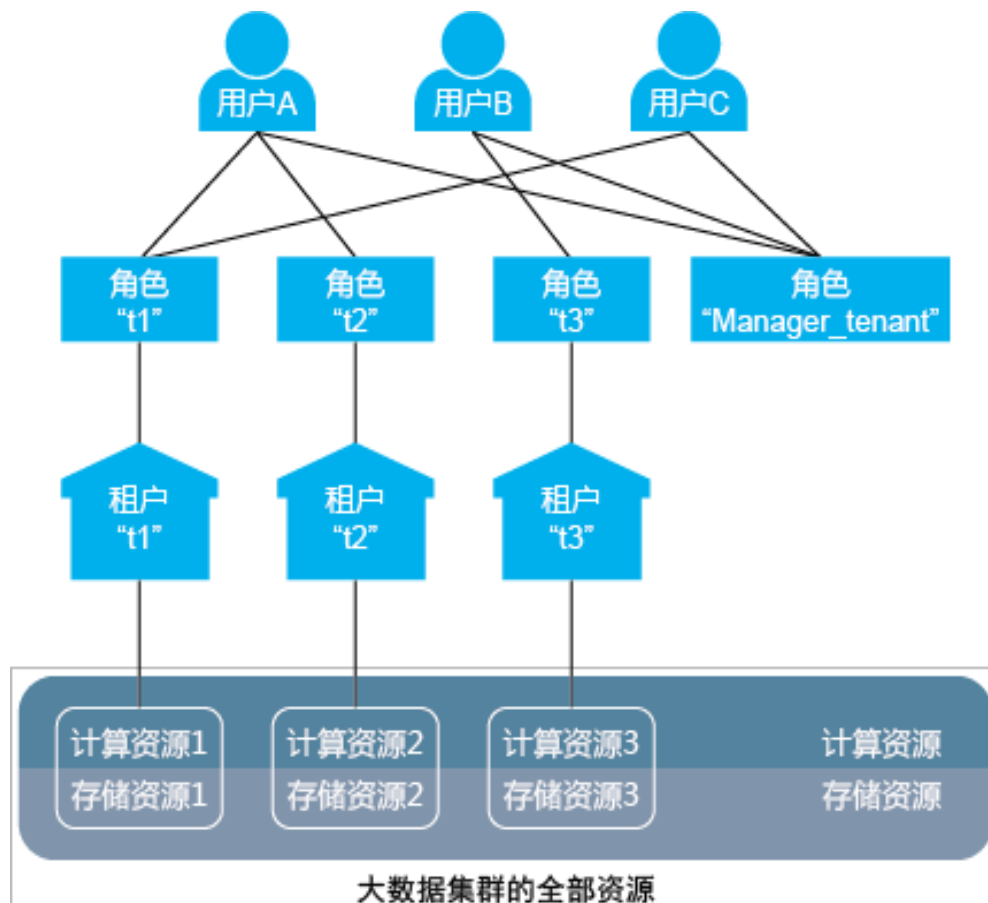 用户A
用户B
用户C
角色
“t1”
角色
“t2”
角色
“t3”
角色
“Manager_tenant”
租户
“t1”
租户
“t2”
租户
“t3”
计算资源1
存储资源1
计算资源2
存储资源2
计算资源3
存储资源3
计算资源
存储资源
大数据集群的全部资源